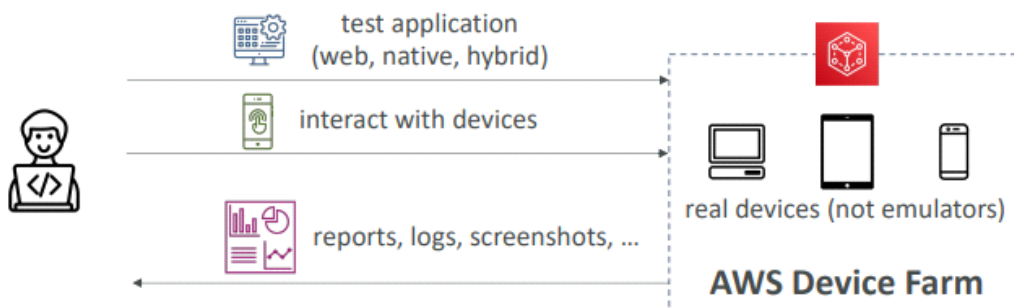 test application
(web, native, hybrid)
interact with devices
</>
real devices (not emulators)
reports, logs, screenshots, ...
AWS Device Farm